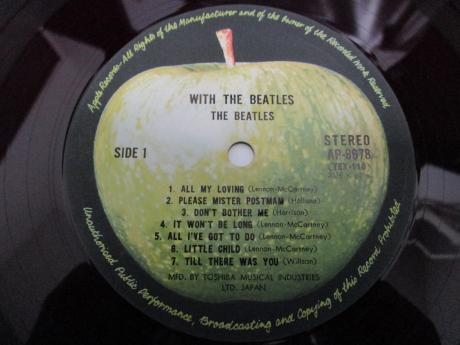 Apple Records-All Rights of the Manufacturer and of the Owner of the Recorded Work Reserved
WITH THE BEATLES
THE BEATLES
SIDE 1
STEREO
AP-8678
1. ALL MY LOVING (Lennon-McCartney)
2. PLEASE MISTER POSTMAM (Holland)
3. DON'T BOTHER ME (Harrison)
4. IT WON'T BE LONG (Lennon-McCartney)
5. ALL I'VE GOT TO DO (Lennon-McCartney)
6. LITTLE CHILD (Lennon-McCartney)
7. TILL THERE WAS YOU (Willson)
MFD. BY TOSHIBA MUSICAL INDUSTRIES
LTD. JAPAN
Unauthorised Public Performance, Broadcasting and Copying of this Record Prohibited